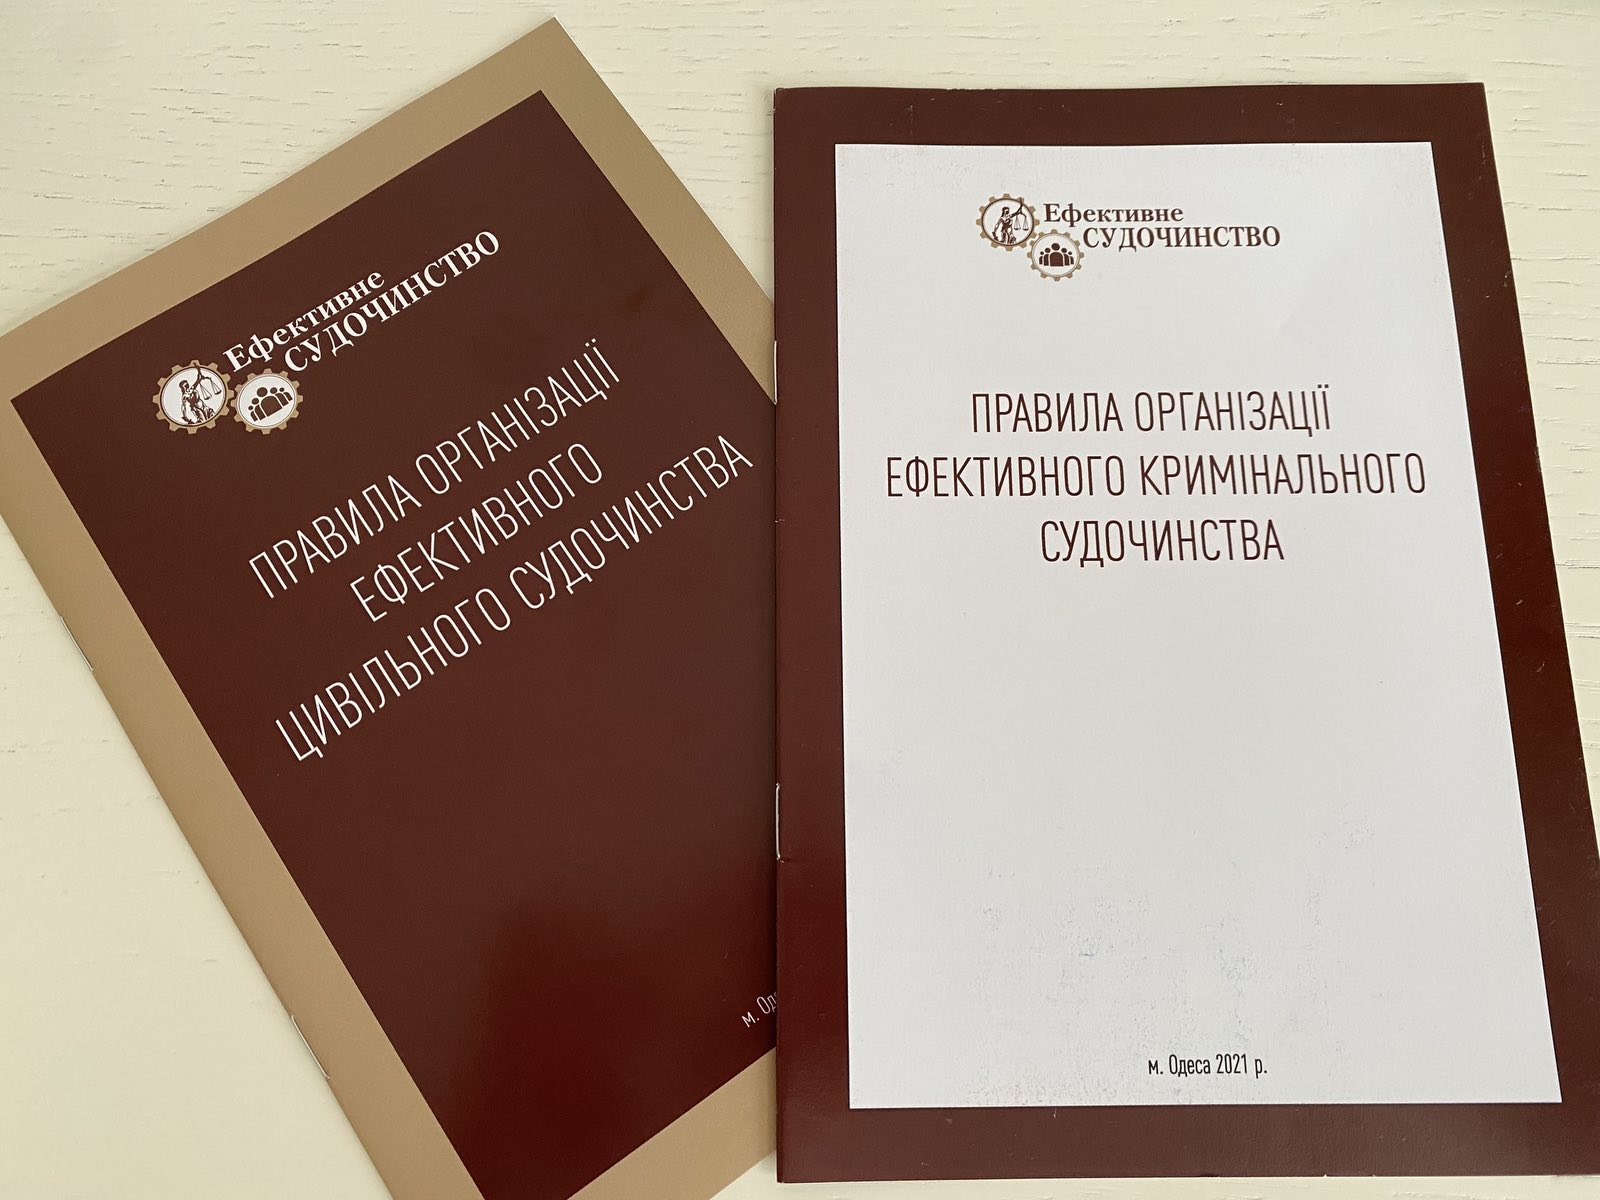 Ефективне
СУДОЧИНСТВО
ПРАВИЛА ОРГАНІЗАЦІЇ
ЕФЕКТИВНОГО
ЦИВІЛЬНОГО СУДОЧИНСТВА
м.
Ефективне
СУДОЧИНСТВО
ПРАВИЛА ОРГАНІЗАЦІЇ
ЕФЕКТИВНОГО КРИМІНАЛЬНОГО
СУДОЧИНСТВА
м. Одеса 2021 р.